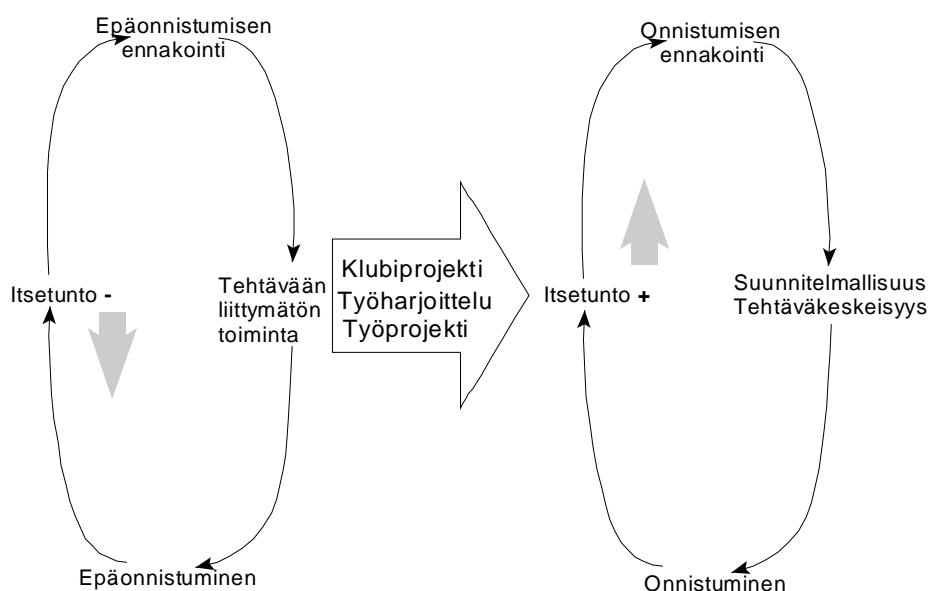 Epäonnistumisen
ennakointi
Itsetunto -
Tehtävään
liittymätön
toiminta
Epäonnistuminen
Klubiprojekti
Työharjoittelu
Työprojekti
Onnistumisen
ennakointi
Itsetunto +
Suunnitelmallisuus
Tehtäväkeskeisyys
Onnistuminen